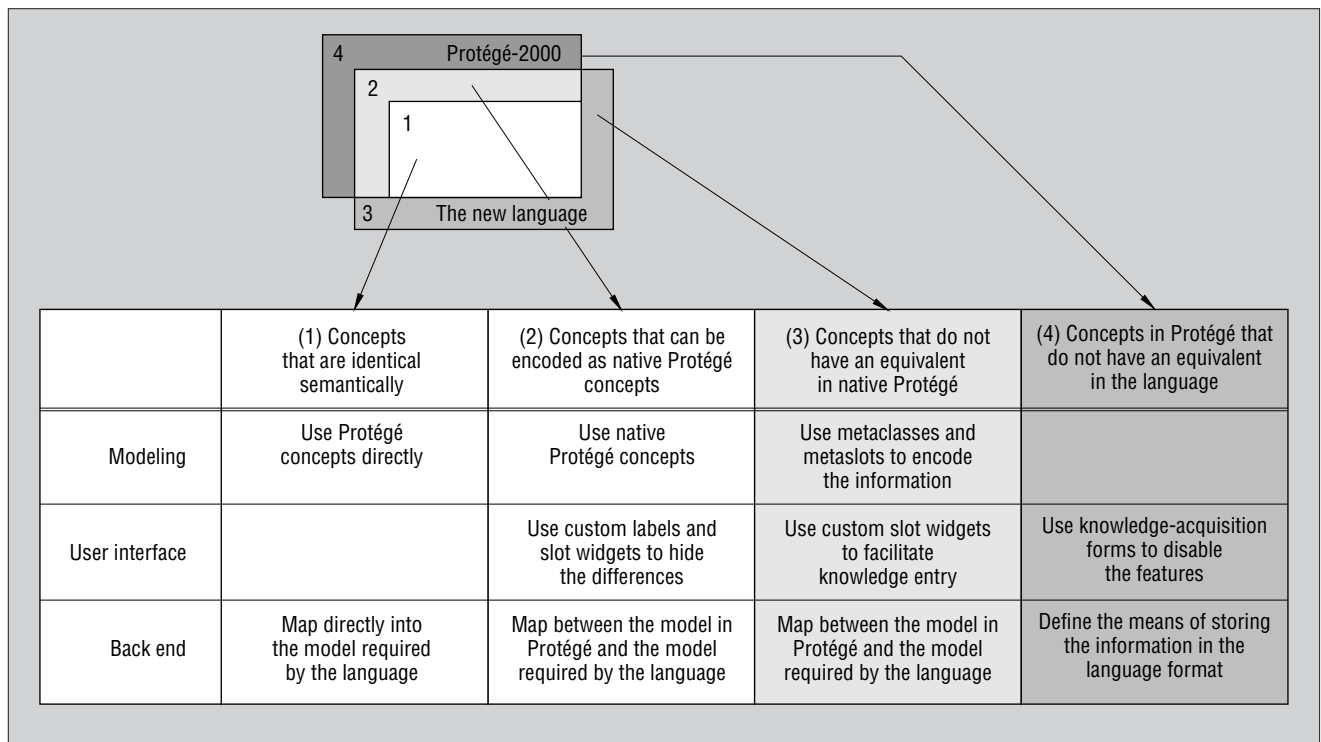 4 Protégé-2000
2
1
3 The new language
(1) Concepts
that are identical
semantically
(2) Concepts that can be
encoded as native Protégé
concepts
(3) Concepts that do not
have an equivalent
in native Protégé
(4) Concepts in Protégé that
do not have an equivalent
in the language
Modeling
Use Protégé
concepts directly
Use native
Protégé concepts
Use metaclasses and
metaslots to encode
the information
User interface
Use custom labels and
slot widgets to hide
the differences
Use custom slot widgets
to facilitate
knowledge entry
Use knowledge-acquisition
forms to disable
the features
Back end
Map directly into
the model required
by the language
Map between the model in
Protégé and the model
required by the language
Map between the model in
Protégé and the model
required by the language
Define the means of storing
the information in the
language format